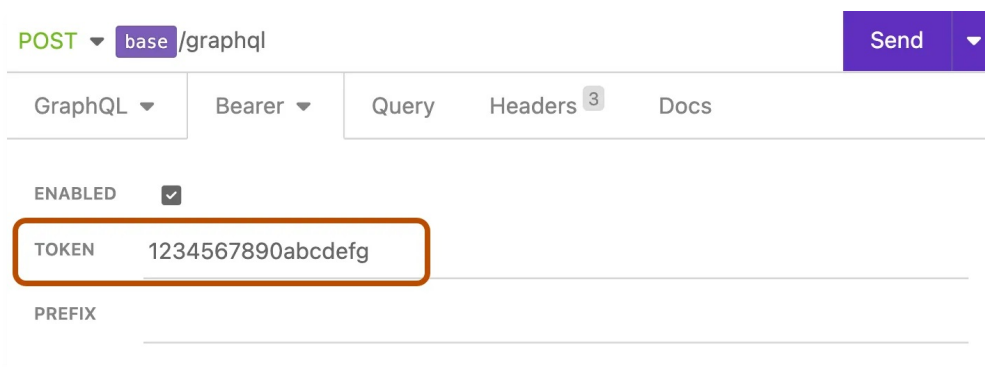 POST base /graphql Send
GraphQL Bearer Query Headers 3 Docs
ENABLED
TOKEN 1234567890abcdefg
PREFIX